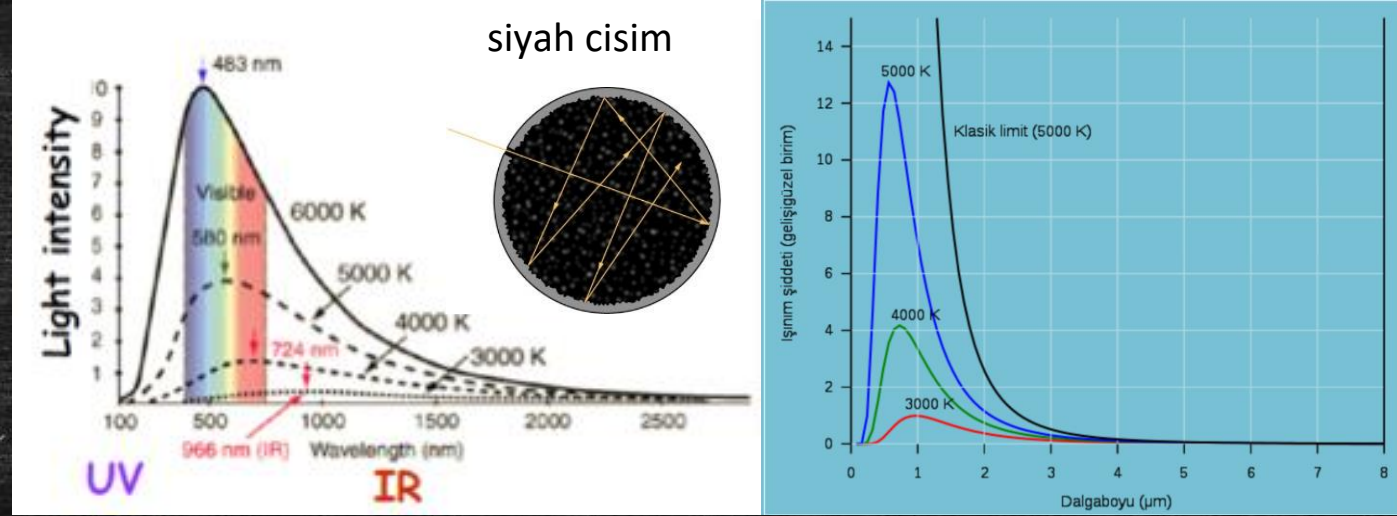 siyah cisim
483 nm
Light intensity
0
9
8
7
6
5
4
3
2
1
Visible
580 nm
6000 K
5000 K
4000 K
724 nm
3000 K
100 500 1000 1500 2000 2500
966 nm (IR) Wavelength (nm)
UV IR
Işınım şiddeti (gelişigüzel birim)
14
12
10
8
6
4
2
0
5000 K
Klasik limit (5000 K)
4000 K
3000 K
0 1 2 3 4 5 6 7 8
Dalgaboyu (μm)